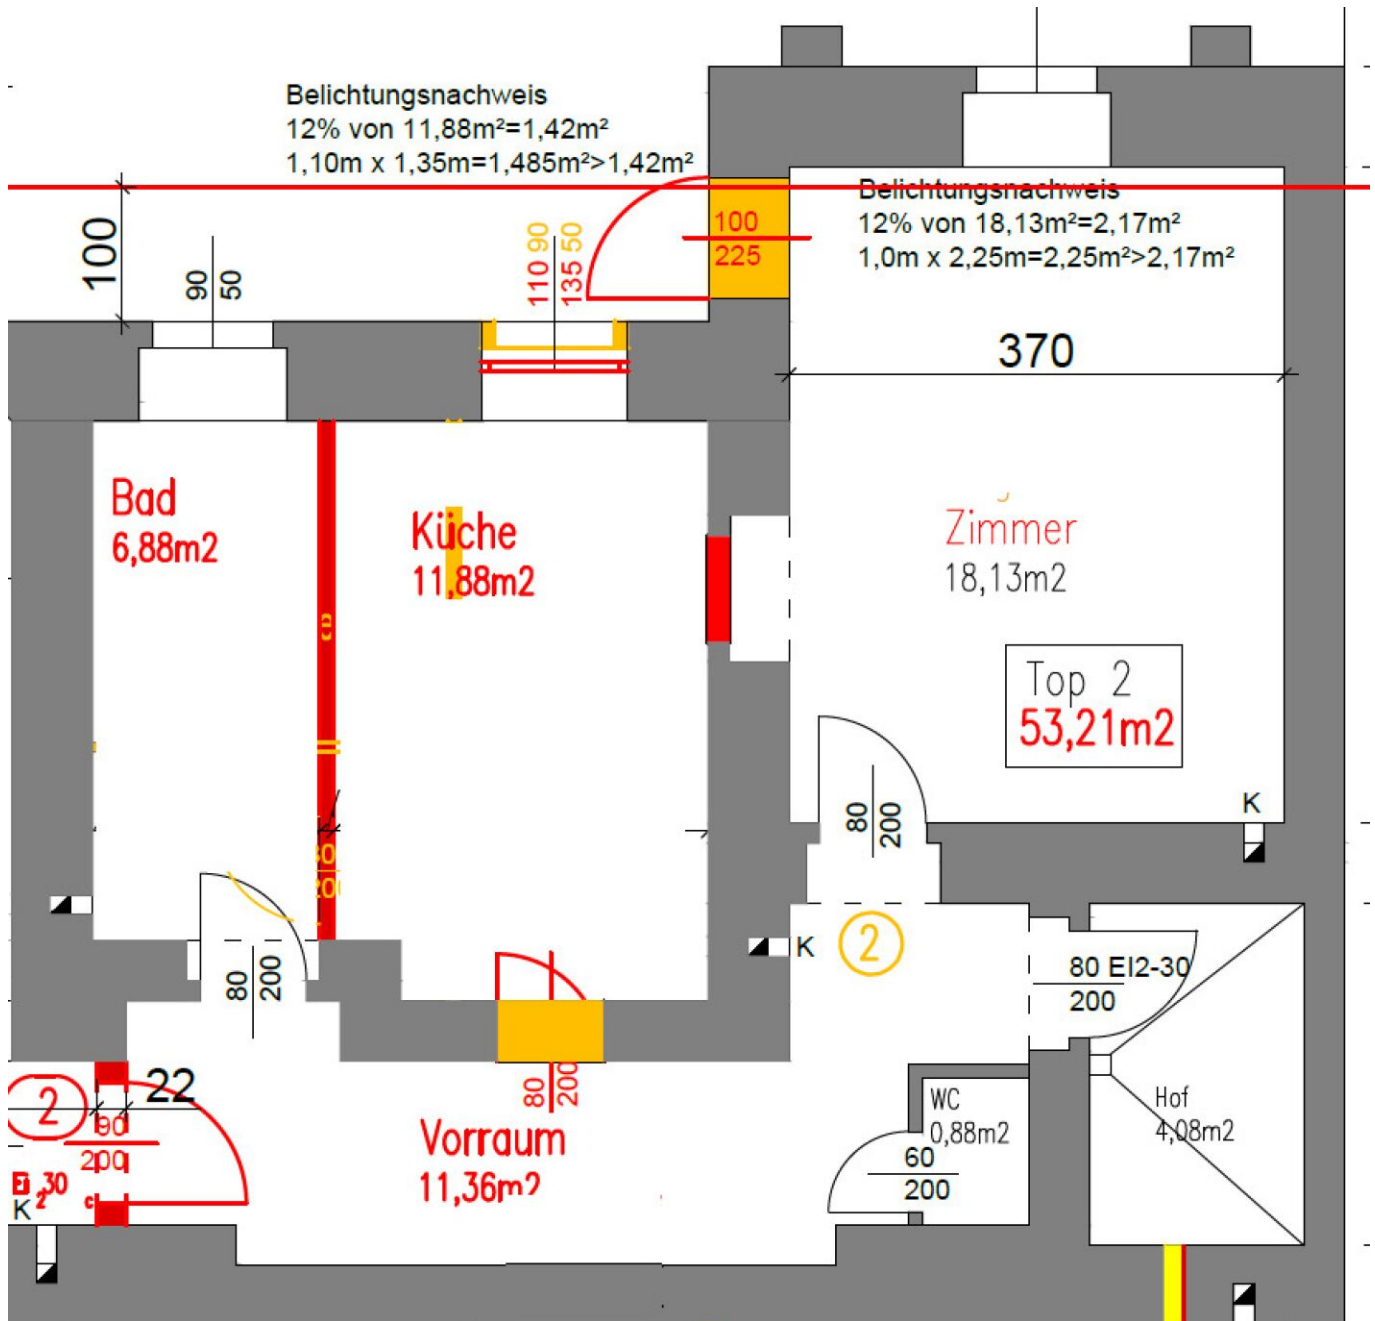 Belichtungsnachweis
12% von 11,88m²=1,42m²
1,10m x 1,35m=1,485m²>1,42m²
Belichtungsnachweis
12% von 18,13m²=2,17m²
1,0m x 2,25m=2,25m²>2,17m²
100
225
100
90
50
110 90
135 50
370
Bad
6,88m2
Küche
11,88m2
Zimmer
18,13m2
Top 2
53,21m2
K
80
200
80
200
K
2
80 EI2-30
200
2
22
90
200
K
80
200
Vorraum
11,36m2
WC
0,88m2
60
200
Hof
4,08m2